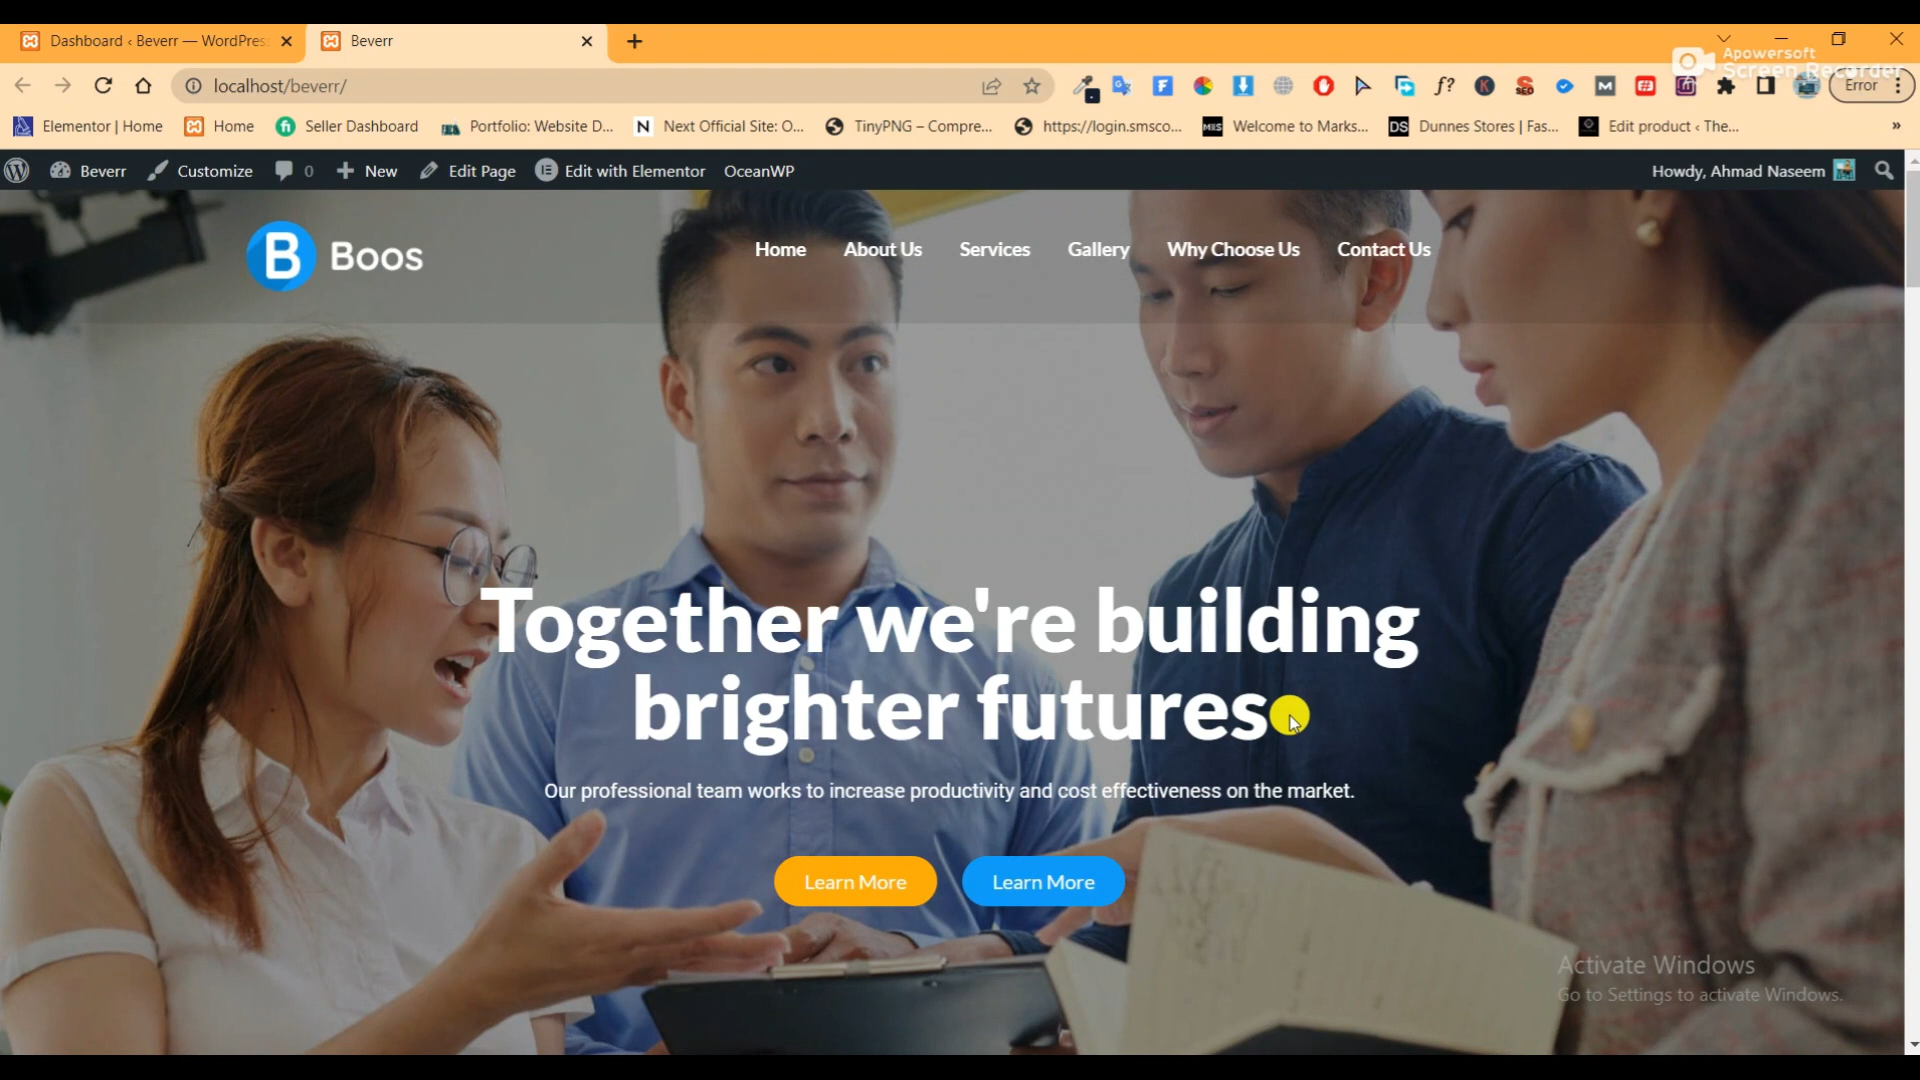 Dashboard ‹ Beverr — WordPres
Beverr
Apowersoft
Screen Recorder
localhost/beverr/
Error
Elementor | Home
Home
Seller Dashboard
Portfolio: Website D...
Next Official Site: O...
TinyPNG – Compre...
https://login.smsco...
Welcome to Marks...
Dunnes Stores | Fas...
Edit product ‹ The...
»
Beverr
Customize
0
New
Edit Page
Edit with Elementor
OceanWP
Howdy, Ahmad Naseem
B Boos
Home
About Us
Services
Gallery
Why Choose Us
Contact Us
Together we're building
brighter futures
Our professional team works to increase productivity and cost effectiveness on the market.
Learn More
Learn More
Activate Windows
Go to Settings to activate Windows.